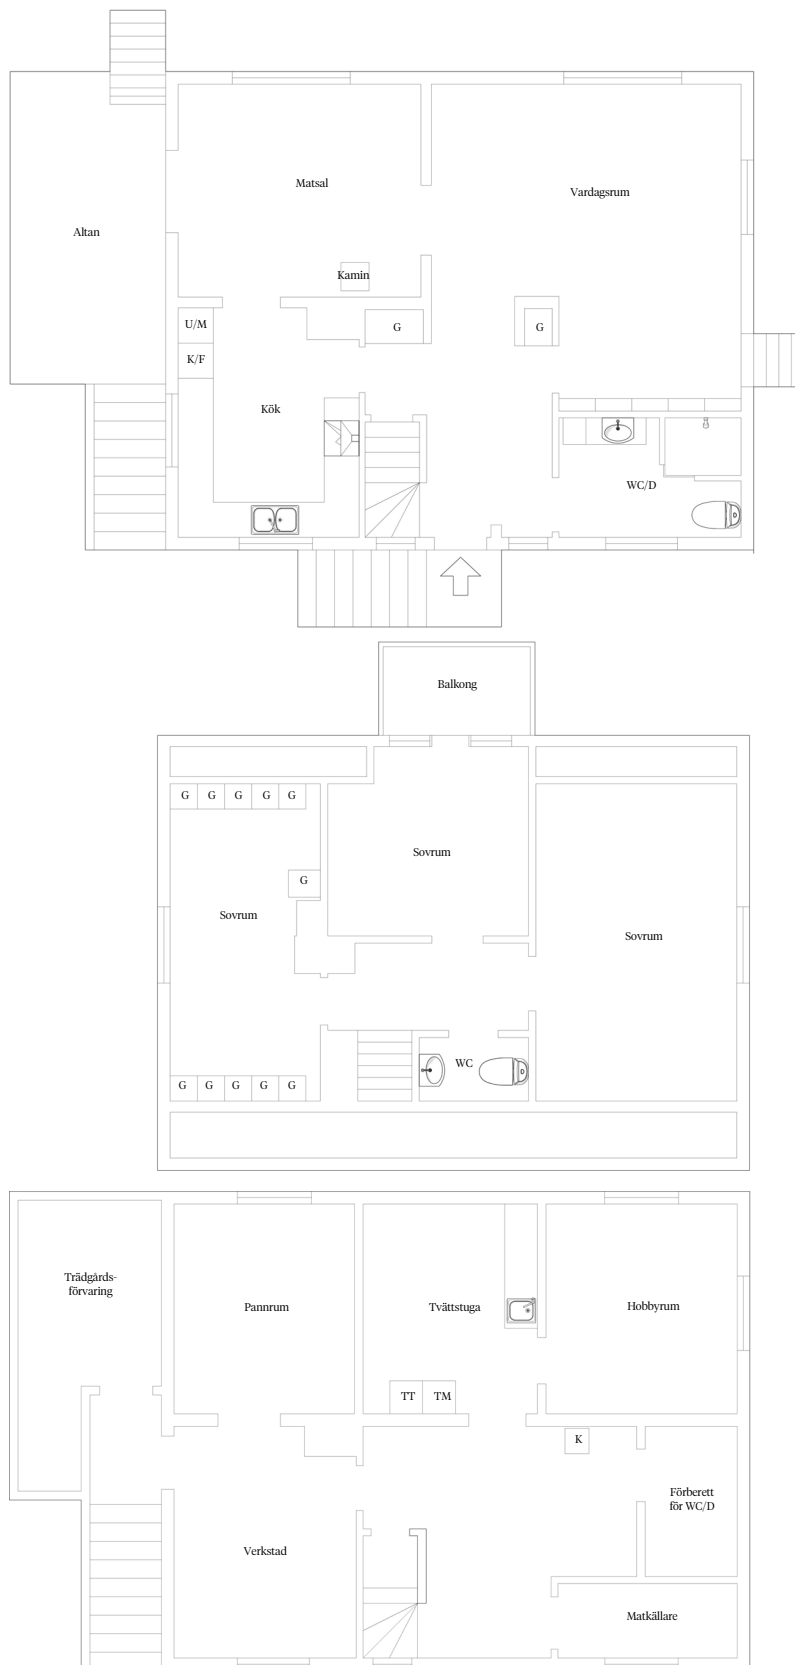 Matsal
Vardagsrum
Altan
Kamin
U/M
G
G
K/F
Kök
WC/D
Balkong
G G G G G
Sovrum
G
Sovrum
Sovrum
WC
G G G G G
Trädgårds-
förvaring
Pannrum
Tvättstuga
Hobbyrum
TT TM
K
Förberett
för WC/D
Verkstad
Matkällare